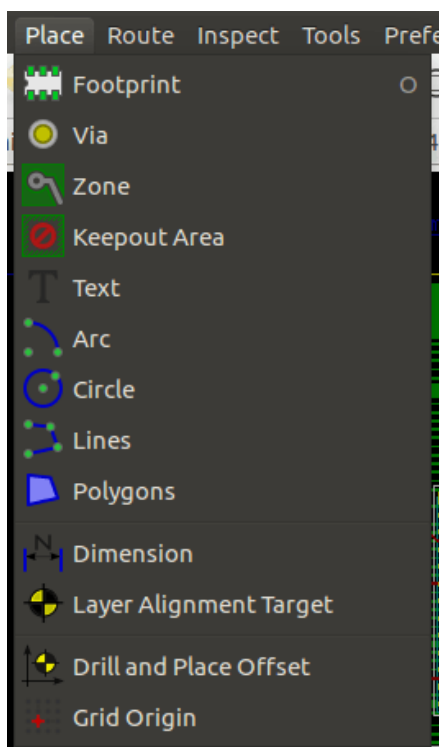 Place Route Inspect Tools Prefe
Footprint O
Via
Zone
Keepout Area
Text
Arc
Circle
Lines
Polygons
Dimension
Layer Alignment Target
Drill and Place Offset
Grid Origin